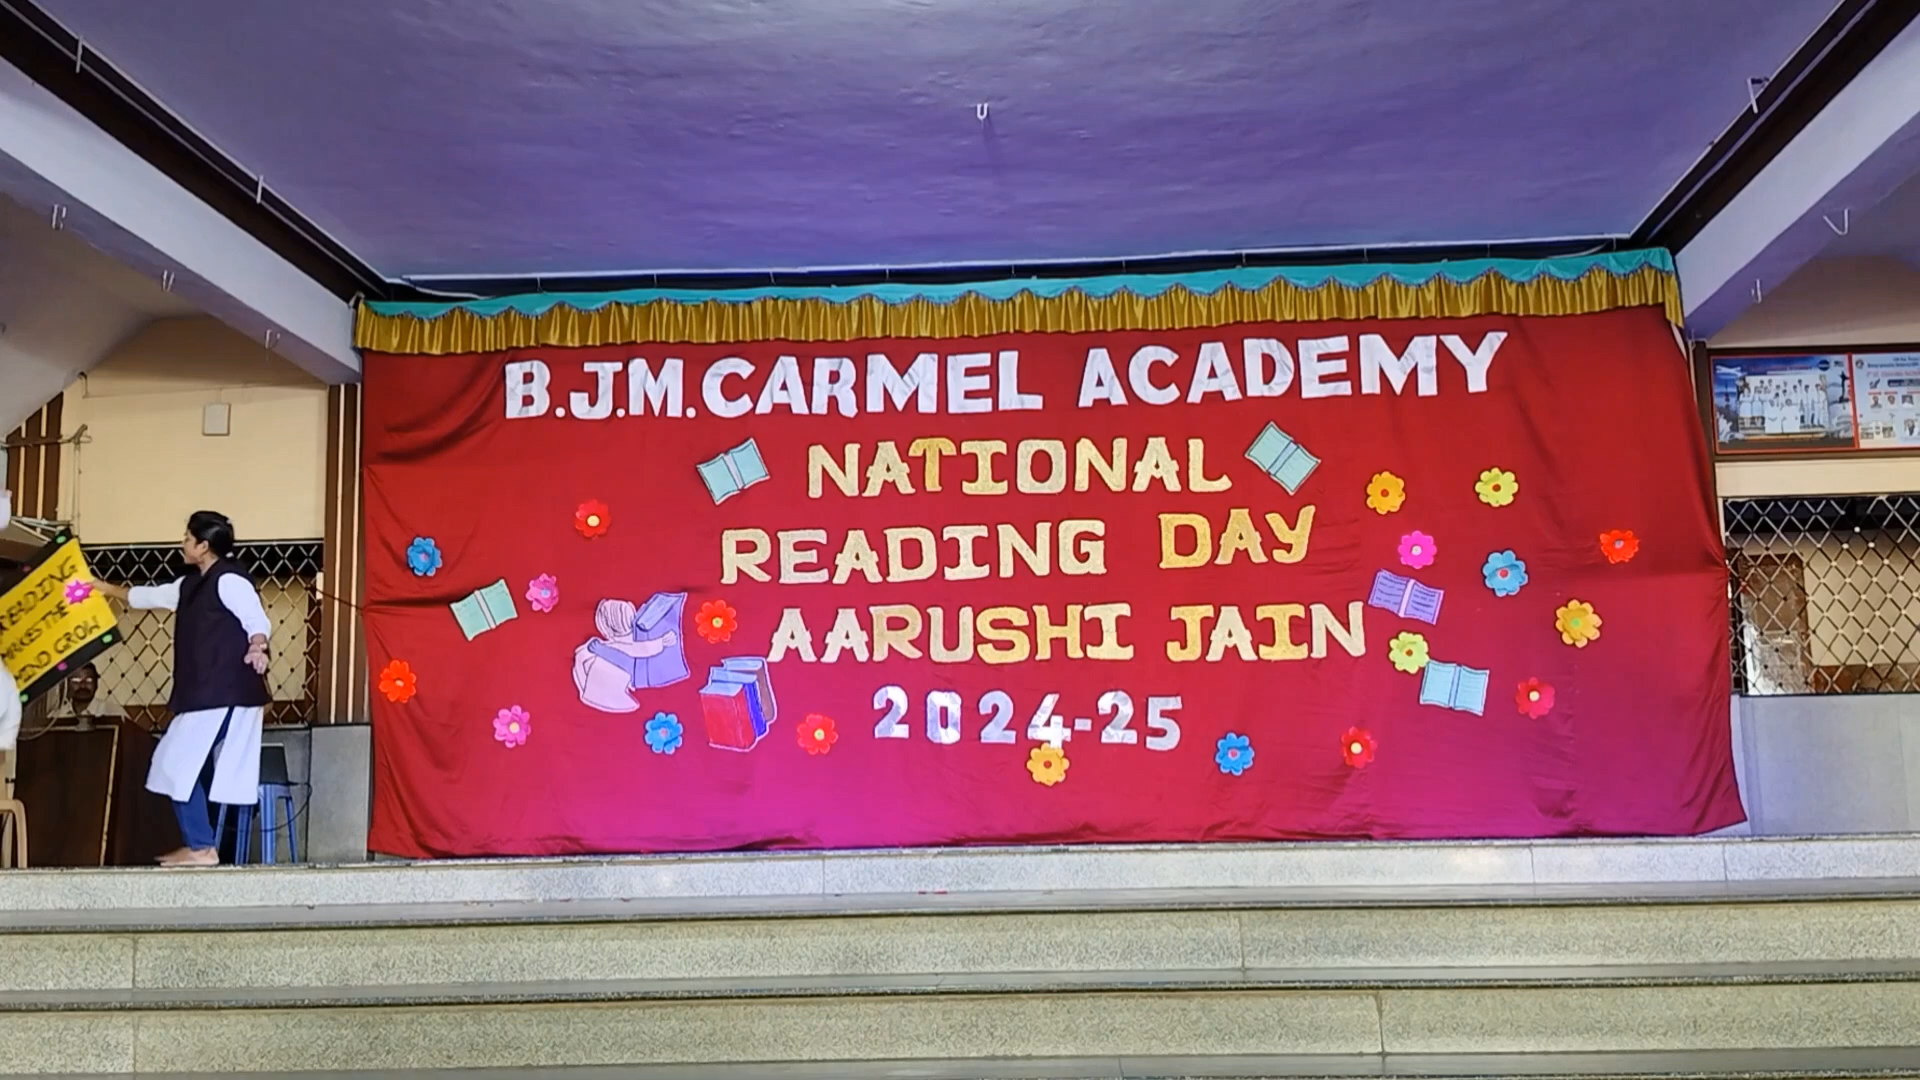 B.J.M.CARMEL ACADEMY
NATIONAL
READING DAY
AARUSHI JAIN
2024-25
READING
MAKES THE
MIND GROW